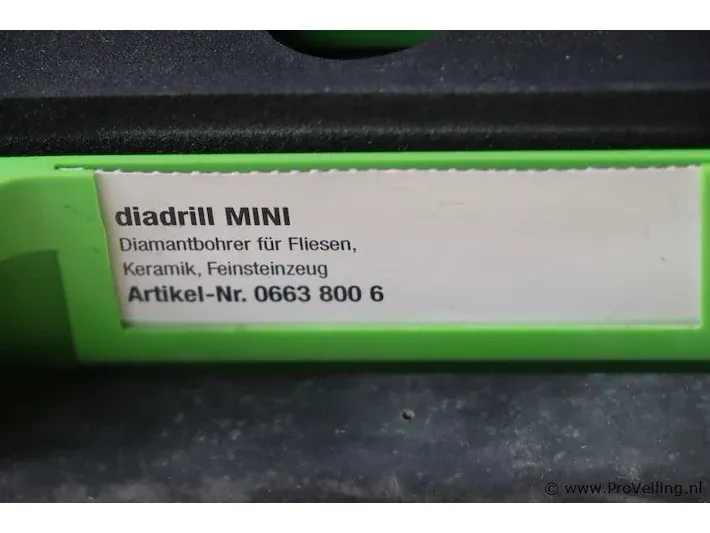 diadrill MINI
Diamantbohrer für Fliesen,
Keramik, Feinsteinzeug
Artikel-Nr. 0663 800 6
© www.ProVeiling.nl